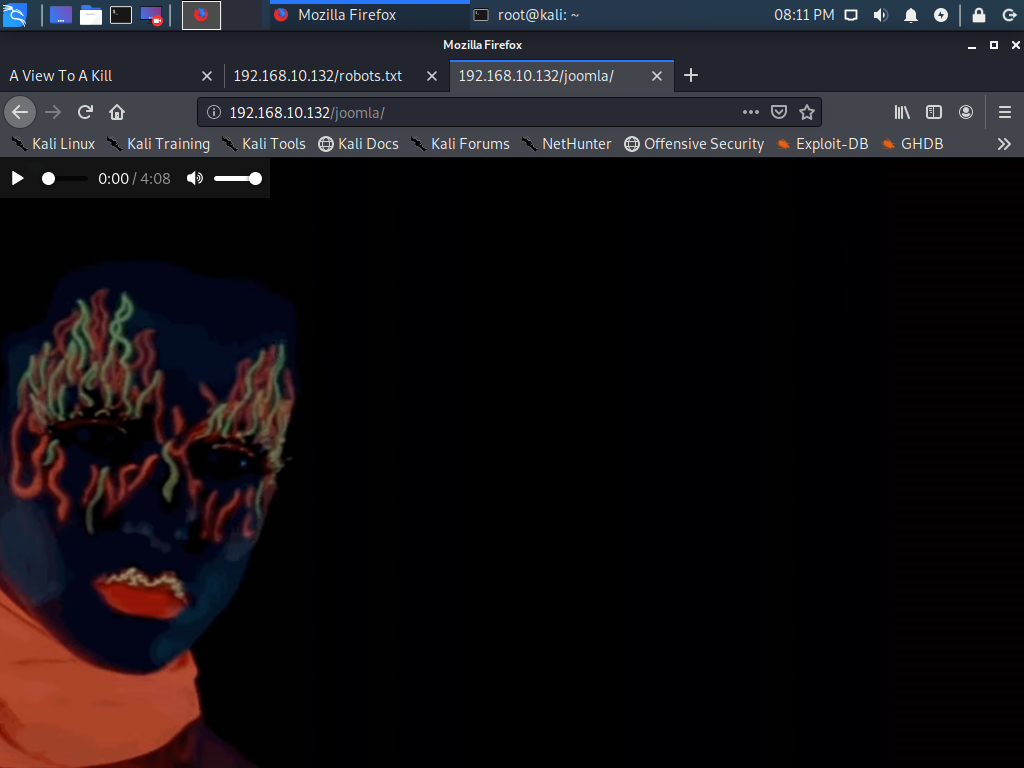 Mozilla Firefox
root@kali: ~
08:11 PM
Mozilla Firefox
A View To A Kill
192.168.10.132/robots.txt
192.168.10.132/joomla/
192.168.10.132/joomla/
Kali Linux
Kali Training
Kali Tools
Kali Docs
Kali Forums
NetHunter
Offensive Security
Exploit-DB
GHDB
0:00 / 4:08